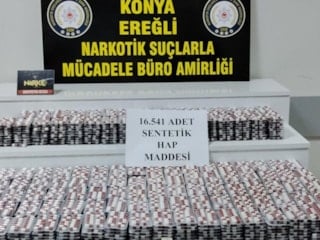 KONYA
EREĞLİ
NARKOTİK SUÇLARLA
MÜCADELE BÜRO AMİRLİĞİ
16.541 ADET
SENTETİK
HAP
MADDESİ